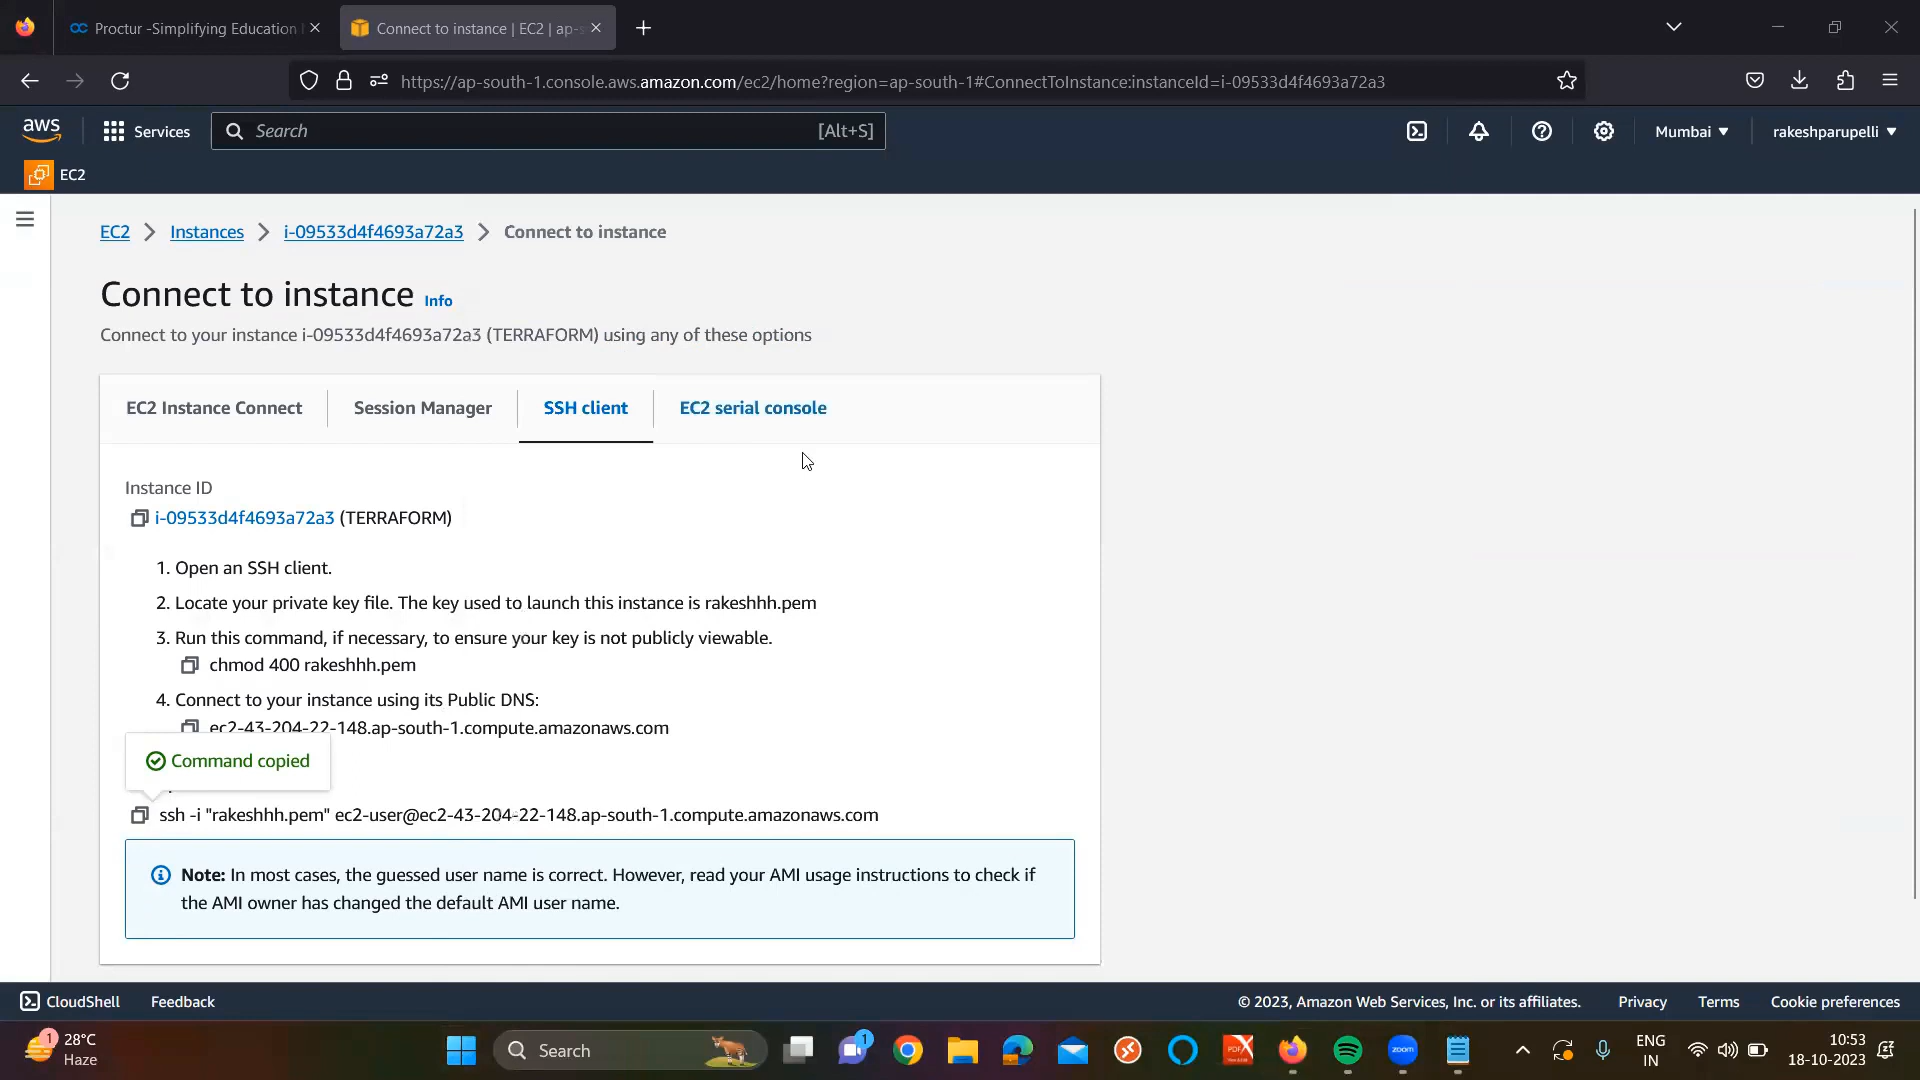 Proctur -Simplifying Education
Connect to instance | EC2 | ap-s
https://ap-south-1.console.aws.amazon.com/ec2/home?region=ap-south-1#ConnectToInstance:instanceId=i-09533d4f4693a72a3
aws
Services
Search
[Alt+S]
Mumbai
rakeshparupelli
EC2
EC2 > Instances > i-09533d4f4693a72a3 > Connect to instance
Connect to instance Info
Connect to your instance i-09533d4f4693a72a3 (TERRAFORM) using any of these options
EC2 Instance Connect
Session Manager
SSH client
EC2 serial console
Instance ID
i-09533d4f4693a72a3 (TERRAFORM)
1. Open an SSH client.
2. Locate your private key file. The key used to launch this instance is rakeshhh.pem
3. Run this command, if necessary, to ensure your key is not publicly viewable.
chmod 400 rakeshhh.pem
4. Connect to your instance using its Public DNS:
ec2-43-204-22-148.ap-south-1.compute.amazonaws.com
Command copied
ssh -i "rakeshhh.pem" ec2-user@ec2-43-204-22-148.ap-south-1.compute.amazonaws.com
Note: In most cases, the guessed user name is correct. However, read your AMI usage instructions to check if
the AMI owner has changed the default AMI user name.
CloudShell
Feedback
© 2023, Amazon Web Services, Inc. or its affiliates.
Privacy
Terms
Cookie preferences
1
28°C
Haze
Search
1
zoom
ENG
IN
10:53
18-10-2023